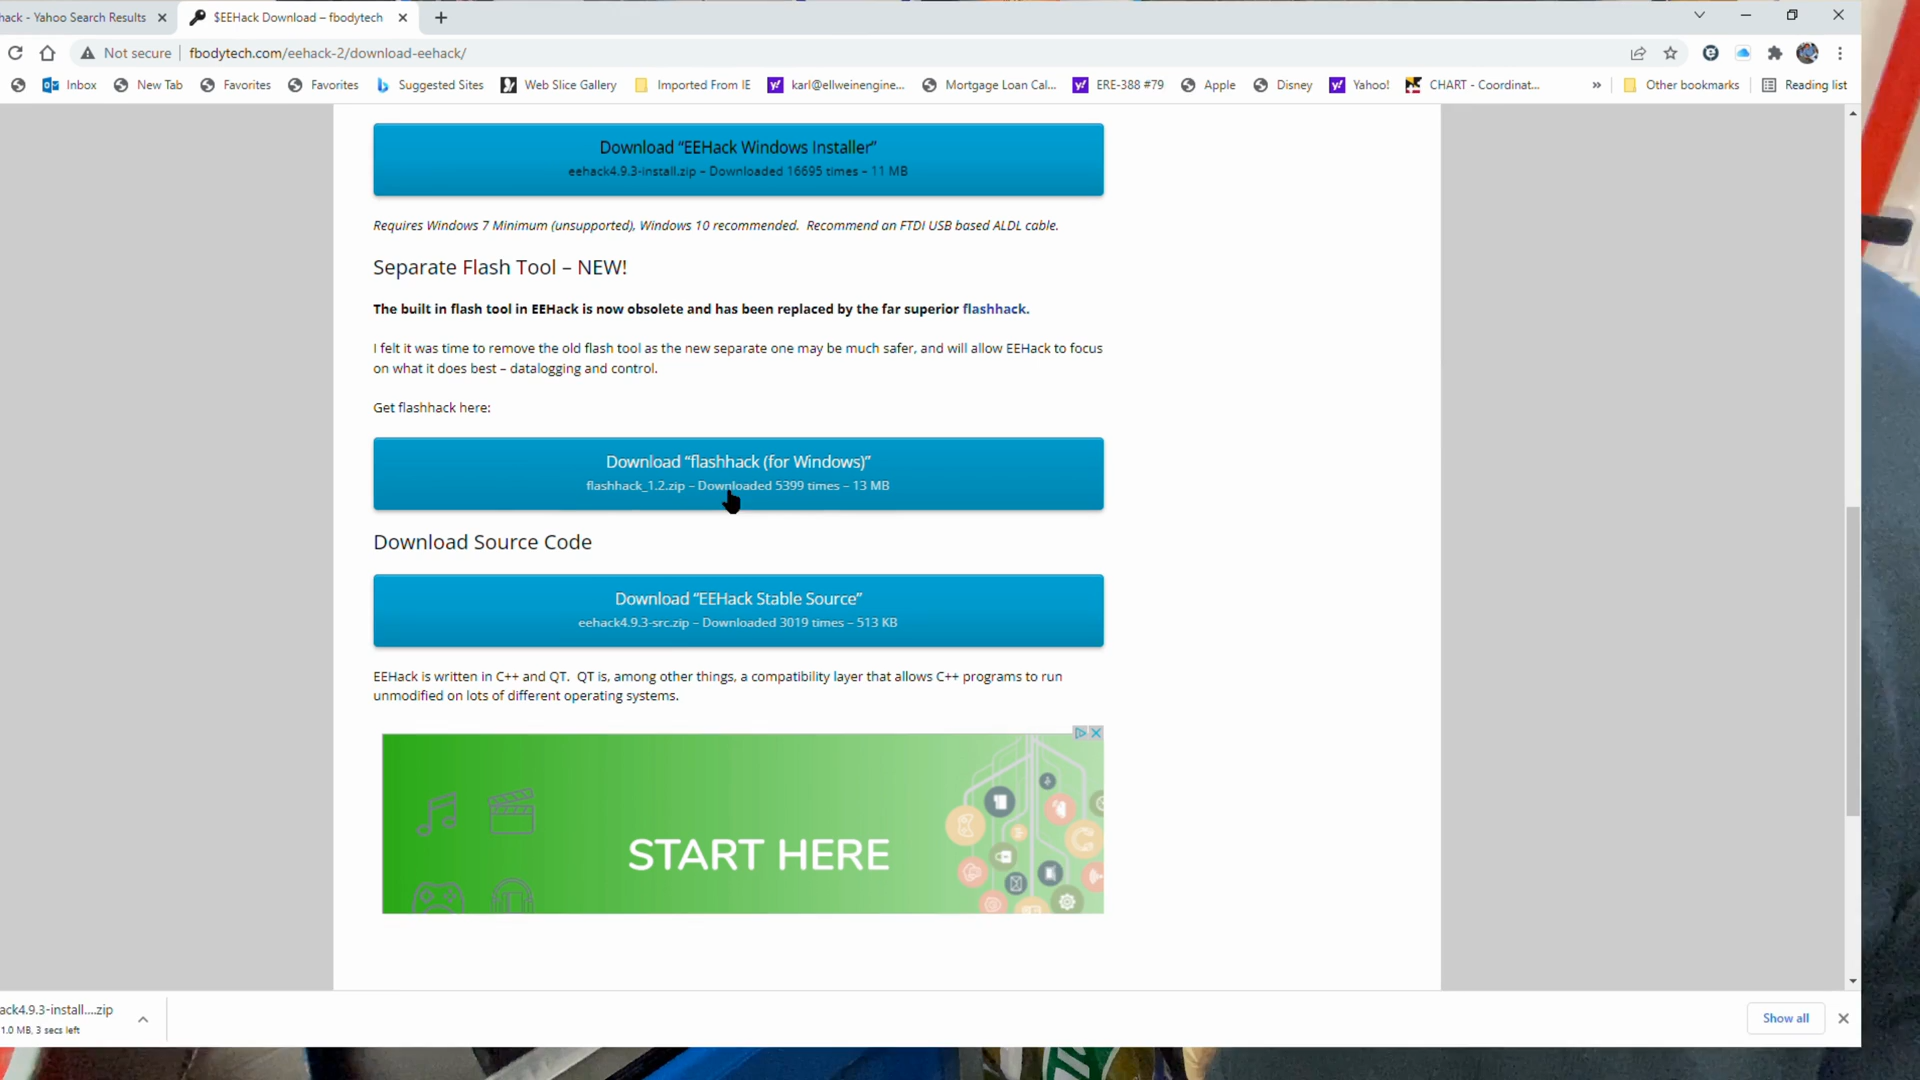 hack - Yahoo Search Results
$EEHack Download – fbodytech
Not secure
fbodytech.com/eehack-2/download-eehack/
Inbox
New Tab
Favorites
Favorites
Suggested Sites
Web Slice Gallery
Imported From IE
karl@ellweinengine...
Mortgage Loan Cal...
ERE-388 #79
Apple
Disney
Yahoo!
CHART - Coordinat...
»
Other bookmarks
Reading list
Download “EEHack Windows Installer”
eehack4.9.3-install.zip – Downloaded 16695 times – 11 MB
Requires Windows 7 Minimum (unsupported), Windows 10 recommended. Recommend an FTDI USB based ALDL cable.
Separate Flash Tool – NEW!
The built in flash tool in EEHack is now obsolete and has been replaced by the far superior flashhack.
I felt it was time to remove the old flash tool as the new separate one may be much safer, and will allow EEHack to focus
on what it does best – datalogging and control.
Get flashhack here:
Download “flashhack (for Windows)”
flashhack_1.2.zip – Downloaded 5399 times – 13 MB
Download Source Code
Download “EEHack Stable Source”
eehack4.9.3-src.zip – Downloaded 3019 times – 513 KB
EEHack is written in C++ and QT. QT is, among other things, a compatibility layer that allows C++ programs to run
unmodified on lots of different operating systems.
START HERE
ack4.9.3-install....zip
1.0 MB, 3 secs left
Show all